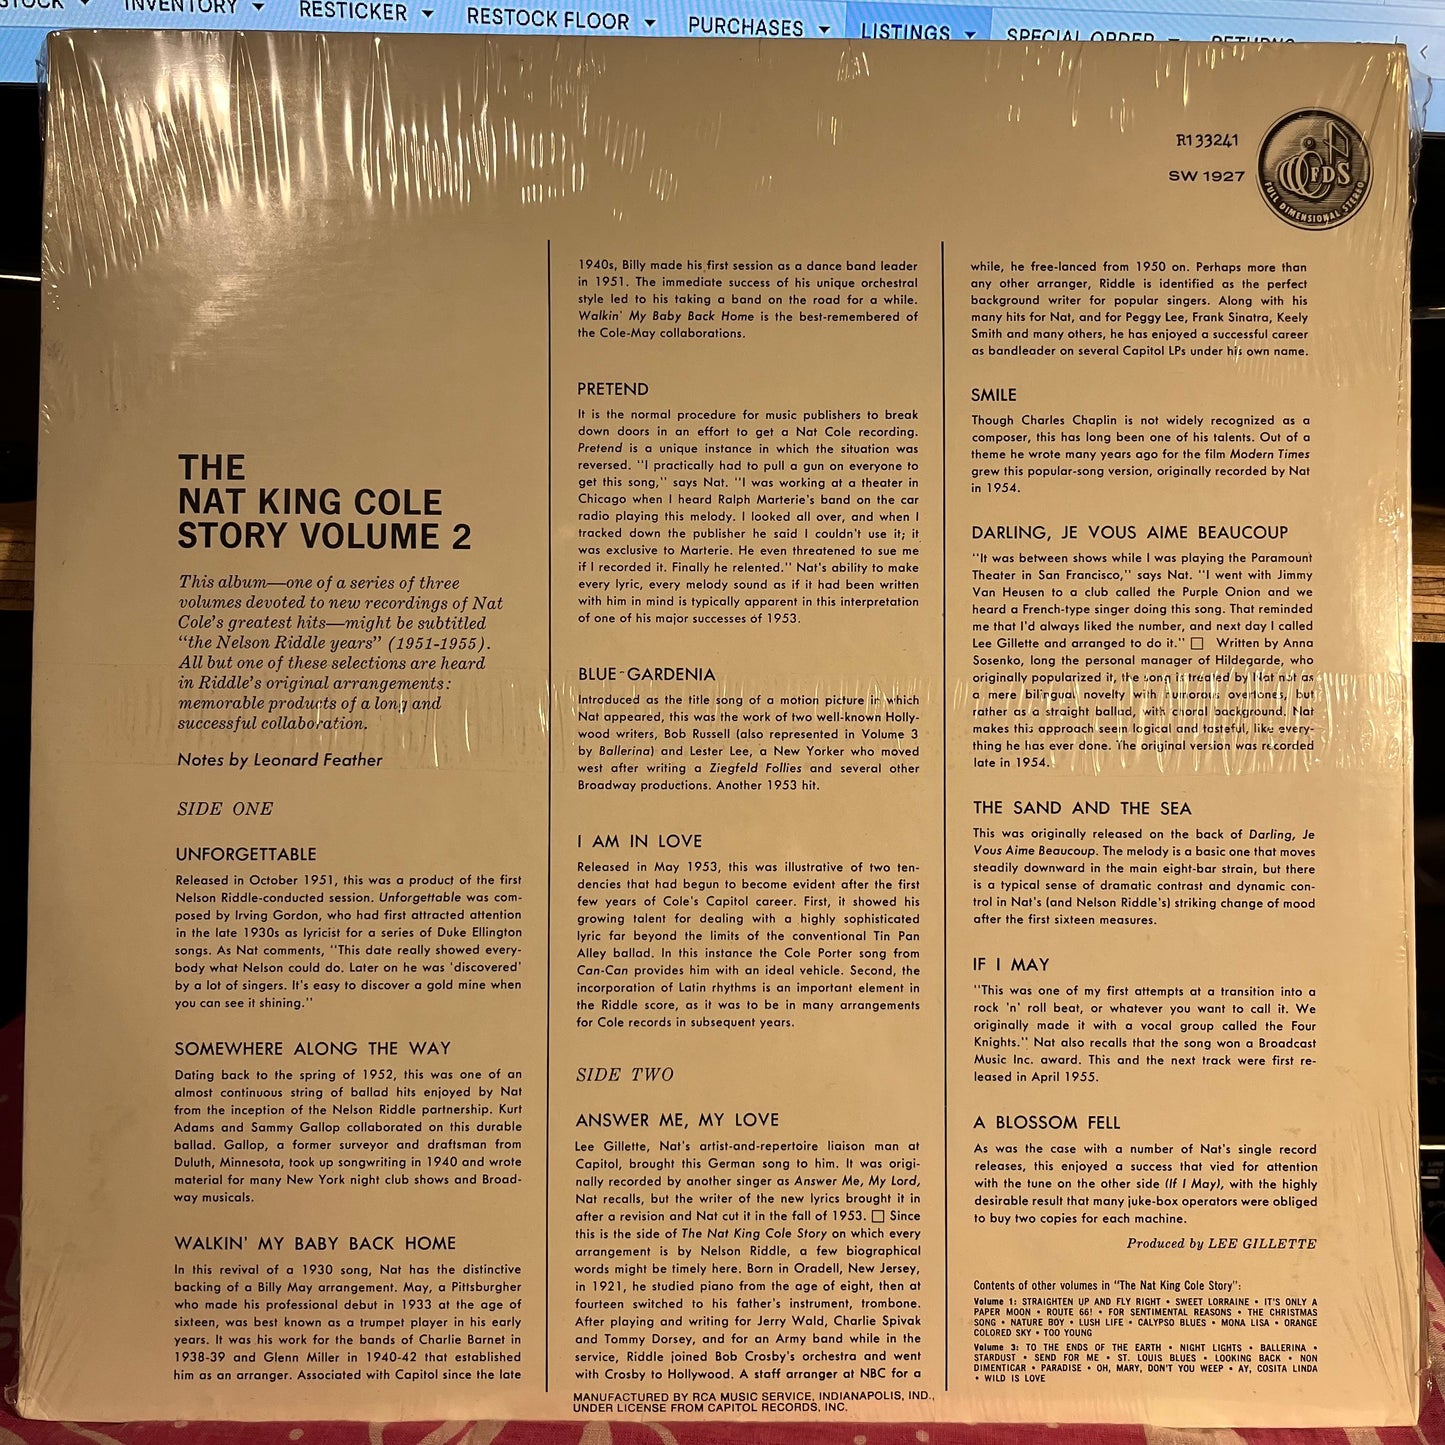 INVENTORY
RESTICKER
RESTOCK FLOOR
PURCHASES
LISTINGS
SPECIAL ORDER
R133241
SW 1927
FDS
FULL DIMENSIONAL STEREO
THE
NAT KING COLE
STORY VOLUME 2
This album—one of a series of three
volumes devoted to new recordings of Nat
Cole's greatest hits—might be subtitled
"the Nelson Riddle years" (1951-1955).
All but one of these selections are heard
in Riddle's original arrangements:
memorable products of a long and
successful collaboration.
Notes by Leonard Feather
SIDE ONE
UNFORGETTABLE
Released in October 1951, this was a product of the first
Nelson Riddle-conducted session. Unforgettable was com-
posed by Irving Gordon, who had first attracted attention
in the late 1930s as lyricist for a series of Duke Ellington
songs. As Nat comments, "This date really showed every-
body what Nelson could do. Later on he was 'discovered'
by a lot of singers. It's easy to discover a gold mine when
you can see it shining."
SOMEWHERE ALONG THE WAY
Dating back to the spring of 1952, this was one of an
almost continuous string of ballad hits enjoyed by Nat
from the inception of the Nelson Riddle partnership. Kurt
Adams and Sammy Gallop collaborated on this durable
ballad. Gallop, a former surveyor and draftsman from
Duluth, Minnesota, took up songwriting in 1940 and wrote
material for many New York night club shows and Broad-
way musicals.
WALKIN' MY BABY BACK HOME
In this revival of a 1930 song, Nat has the distinctive
backing of a Billy May arrangement. May, a Pittsburgher
who made his professional debut in 1933 at the age of
sixteen, was best known as a trumpet player in his early
years. It was his work for the bands of Charlie Barnet in
1938-39 and Glenn Miller in 1940-42 that established
him as an arranger. Associated with Capitol since the late
1940s, Billy made his first session as a dance band leader
in 1951. The immediate success of his unique orchestral
style led to his taking a band on the road for a while.
Walkin' My Baby Back Home is the best-remembered of
the Cole-May collaborations.
PRETEND
It is the normal procedure for music publishers to break
down doors in an effort to get a Nat Cole recording.
Pretend is a unique instance in which the situation was
reversed. "I practically had to pull a gun on everyone to
get this song," says Nat. "I was working at a theater in
Chicago when I heard Ralph Marterie's band on the car
radio playing this melody. I looked all over, and when I
tracked down the publisher he said I couldn't use it; it
was exclusive to Marterie. He even threatened to sue me
if I recorded it. Finally he relented." Nat's ability to make
every lyric, every melody sound as if it had been written
with him in mind is typically apparent in this interpretation
of one of his major successes of 1953.
BLUE GARDENIA
Introduced as the title song of a motion picture in which
Nat appeared, this was the work of two well-known Holly-
wood writers, Bob Russell (also represented in Volume 3
by Ballerina) and Lester Lee, a New Yorker who moved
west after writing a Ziegfeld Follies and several other
Broadway productions. Another 1953 hit.
I AM IN LOVE
Released in May 1953, this was illustrative of two ten-
dencies that had begun to become evident after the first
few years of Cole's Capitol career. First, it showed his
growing talent for dealing with a highly sophisticated
lyric far beyond the limits of the conventional Tin Pan
Alley ballad. In this instance the Cole Porter song from
Can-Can provides him with an ideal vehicle. Second, the
incorporation of Latin rhythms is an important element in
the Riddle score, as it was to be in many arrangements
for Cole records in subsequent years.
SIDE TWO
ANSWER ME, MY LOVE
Lee Gillette, Nat's artist-and-repertoire liaison man at
Capitol, brought this German song to him. It was origi-
nally recorded by another singer as Answer Me, My Lord,
Nat recalls, but the writer of the new lyrics brought it in
after a revision and Nat cut it in the fall of 1953. □ Since
this is the side of The Nat King Cole Story on which every
arrangement is by Nelson Riddle, a few biographical
words might be timely here. Born in Oradell, New Jersey,
in 1921, he studied piano from the age of eight, then at
fourteen switched to his father's instrument, trombone.
After playing and writing for Jerry Wald, Charlie Spivak
and Tommy Dorsey, and for an Army band while in the
service, Riddle joined Bob Crosby's orchestra and went
with Crosby to Hollywood. A staff arranger at NBC for a
while, he free-lanced from 1950 on. Perhaps more than
any other arranger, Riddle is identified as the perfect
background writer for popular singers. Along with his
many hits for Nat, and for Peggy Lee, Frank Sinatra, Keely
Smith and many others, he has enjoyed a successful career
as bandleader on several Capitol LPs under his own name.
SMILE
Though Charles Chaplin is not widely recognized as a
composer, this has long been one of his talents. Out of a
theme he wrote many years ago for the film Modern Times
grew this popular-song version, originally recorded by Nat
in 1954.
DARLING, JE VOUS AIME BEAUCOUP
"It was between shows while I was playing the Paramount
Theater in San Francisco," says Nat. "I went with Jimmy
Van Heusen to a club called the Purple Onion and we
heard a French-type singer doing this song. That reminded
me that I'd always liked the number, and next day I called
Lee Gillette and arranged to do it." □ Written by Anna
Sosenko, long the personal manager of Hildegarde, who
originally popularized it, the song is treated by Nat not as
a mere bilingual novelty with humorous overtones, but
rather as a straight ballad, with choral background. Nat
makes this approach seem logical and tasteful, like every-
thing he has ever done. The original version was recorded
late in 1954.
THE SAND AND THE SEA
This was originally released on the back of Darling, Je
Vous Aime Beaucoup. The melody is a basic one that moves
steadily downward in the main eight-bar strain, but there
is a typical sense of dramatic contrast and dynamic con-
trol in Nat's (and Nelson Riddle's) striking change of mood
after the first sixteen measures.
IF I MAY
"This was one of my first attempts at a transition into a
rock 'n' roll beat, or whatever you want to call it. We
originally made it with a vocal group called the Four
Knights." Nat also recalls that the song won a Broadcast
Music Inc. award. This and the next track were first re-
leased in April 1955.
A BLOSSOM FELL
As was the case with a number of Nat's single record
releases, this enjoyed a success that vied for attention
with the tune on the other side (If I May), with the highly
desirable result that many juke-box operators were obliged
to buy two copies for each machine.
Produced by LEE GILLETTE
Contents of other volumes in "The Nat King Cole Story":
Volume 1: STRAIGHTEN UP AND FLY RIGHT • SWEET LORRAINE • IT'S ONLY A
PAPER MOON • ROUTE 66! • FOR SENTIMENTAL REASONS • THE CHRISTMAS
SONG • NATURE BOY • LUSH LIFE • CALYPSO BLUES • MONA LISA • ORANGE
COLORED SKY • TOO YOUNG
Volume 3: TO THE ENDS OF THE EARTH • NIGHT LIGHTS • BALLERINA •
STARDUST • SEND FOR ME • ST. LOUIS BLUES • LOOKING BACK • NON
DIMENTICAR • PARADISE • OH, MARY, DON'T YOU WEEP • AY, COSITA LINDA
• WILD IS LOVE
MANUFACTURED BY RCA MUSIC SERVICE, INDIANAPOLIS, IND.,
UNDER LICENSE FROM CAPITOL RECORDS, INC.